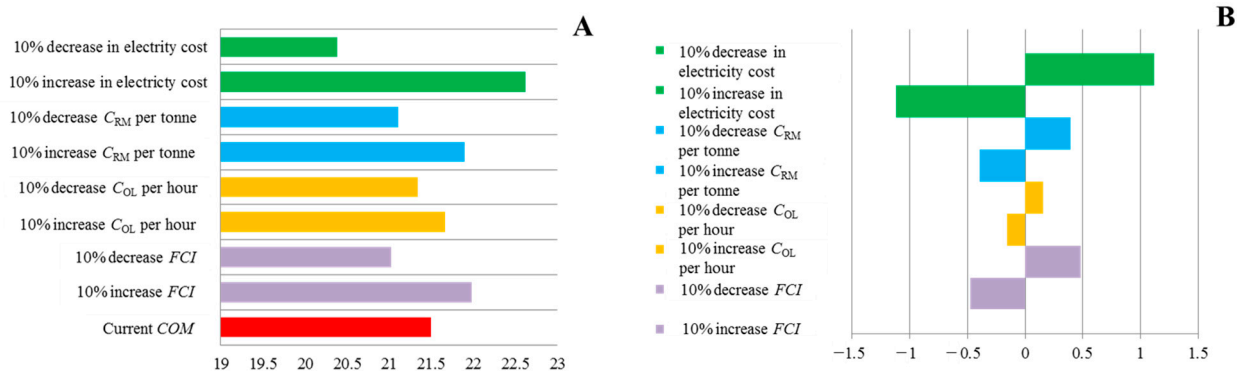 A
10% decrease in electrity cost
10% increase in electricty cost
10% decrease CRM per tonne
10% increase CRM per tonne
10% decrease COL per hour
10% increase COL per hour
10% decrease FCI
10% increase FCI
Current COM
19 19.5 20 20.5 21 21.5 22 22.5 23
B
10% decrease in
electricity cost
10% increase in
electricity cost
10% decrease CRM
per tonne
10% increase CRM
per tonne
10% decrease COL
per hour
10% increase COL
per hour
10% decrease FCI
10% increase FCI
−1.5 −1 −0.5 0 0.5 1 1.5